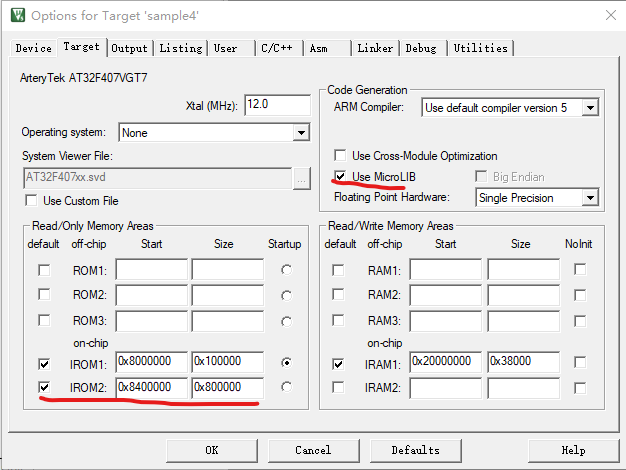 Options for Target 'sample4'
Device Target Output Listing User C/C++ Asm Linker Debug Utilities
ArteryTek AT32F407VGT7
Xtal (MHz): 12.0
Operating system: None
System Viewer File:
AT32F407xx.svd ...
Use Custom File
Code Generation
ARM Compiler: Use default compiler version 5
Use Cross-Module Optimization
Use MicroLIB Big Endian
Floating Point Hardware: Single Precision
Read/Only Memory Areas
default off-chip Start Size Startup
ROM1:
ROM2:
ROM3:
on-chip
IROM1: 0x8000000 0x100000
IROM2: 0x8400000 0x800000
Read/Write Memory Areas
default off-chip Start Size NoInit
RAM1:
RAM2:
RAM3:
on-chip
IRAM1: 0x20000000 0x38000
IRAM2:
OK Cancel Defaults Help